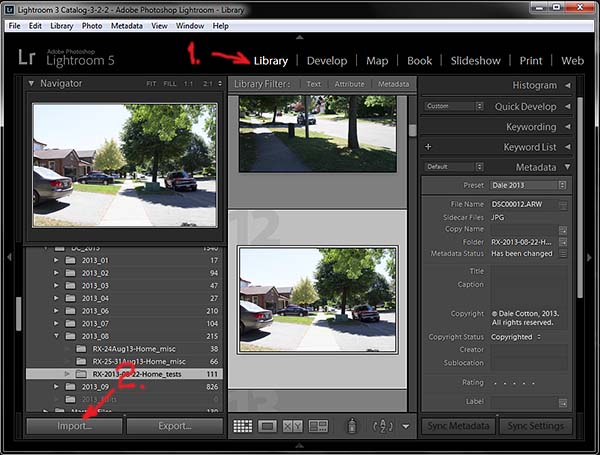 Lightroom 3 Catalog-3-2-2 - Adobe Photoshop Lightroom - Library
File Edit Library Photo Metadata View Window Help
1.
Lr
Adobe Photoshop
Lightroom 5
Library | Develop | Map | Book | Slideshow | Print | Web
Navigator FIT FILL 1:1 2:1
Library Filter : Text Attribute Metadata
Histogram
Custom Quick Develop
Keywording
+ Keyword List
Default Metadata
Preset Dale 2013
File Name DSC00012.ARW
Sidecar Files JPG
Copy Name
Folder RX-2013-08-22-H...
Metadata Status Has been changed
Title
Caption
Copyright © Dale Cotton, 2013.
All rights reserved.
Copyright Status Copyrighted
Creator
Sublocation
Rating
Label
12
DC_2013 1540
2013_01 17
2013_02 94
2013_03 44
2013_04 47
2013_06 210
2013_07 104
2013_08 215
RX-24Aug13-Home_misc 38
RX-25-31Aug13-Home_misc 66
RX-2013-08-22-Home_tests 111
2013_09 826
2.
Import... Export...
XY
Sync Metadata Sync Settings